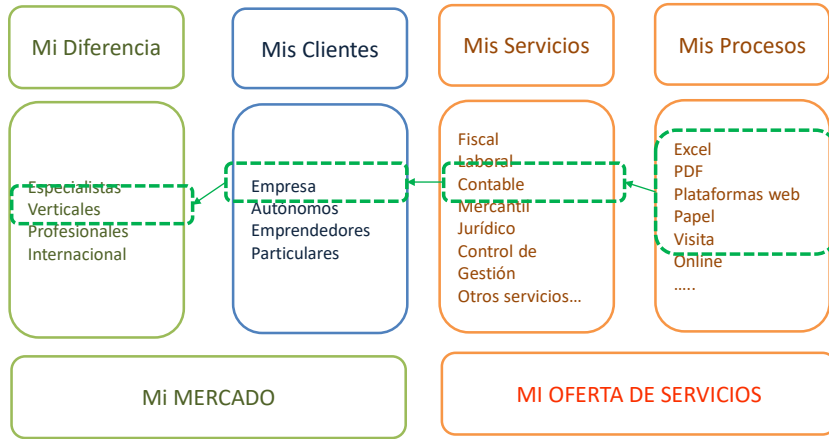 Mi Diferencia
Mis Clientes
Mis Servicios
Mis Procesos
Especialistas
Verticales
Profesionales
Internacional
Empresa
Autónomos
Emprendedores
Particulares
Fiscal
Laboral
Contable
Mercantil
Jurídico
Control de
Gestión
Otros servicios...
Excel
PDF
Plataformas web
Papel
Visita
Online
…..
Mi MERCADO
MI OFERTA DE SERVICIOS